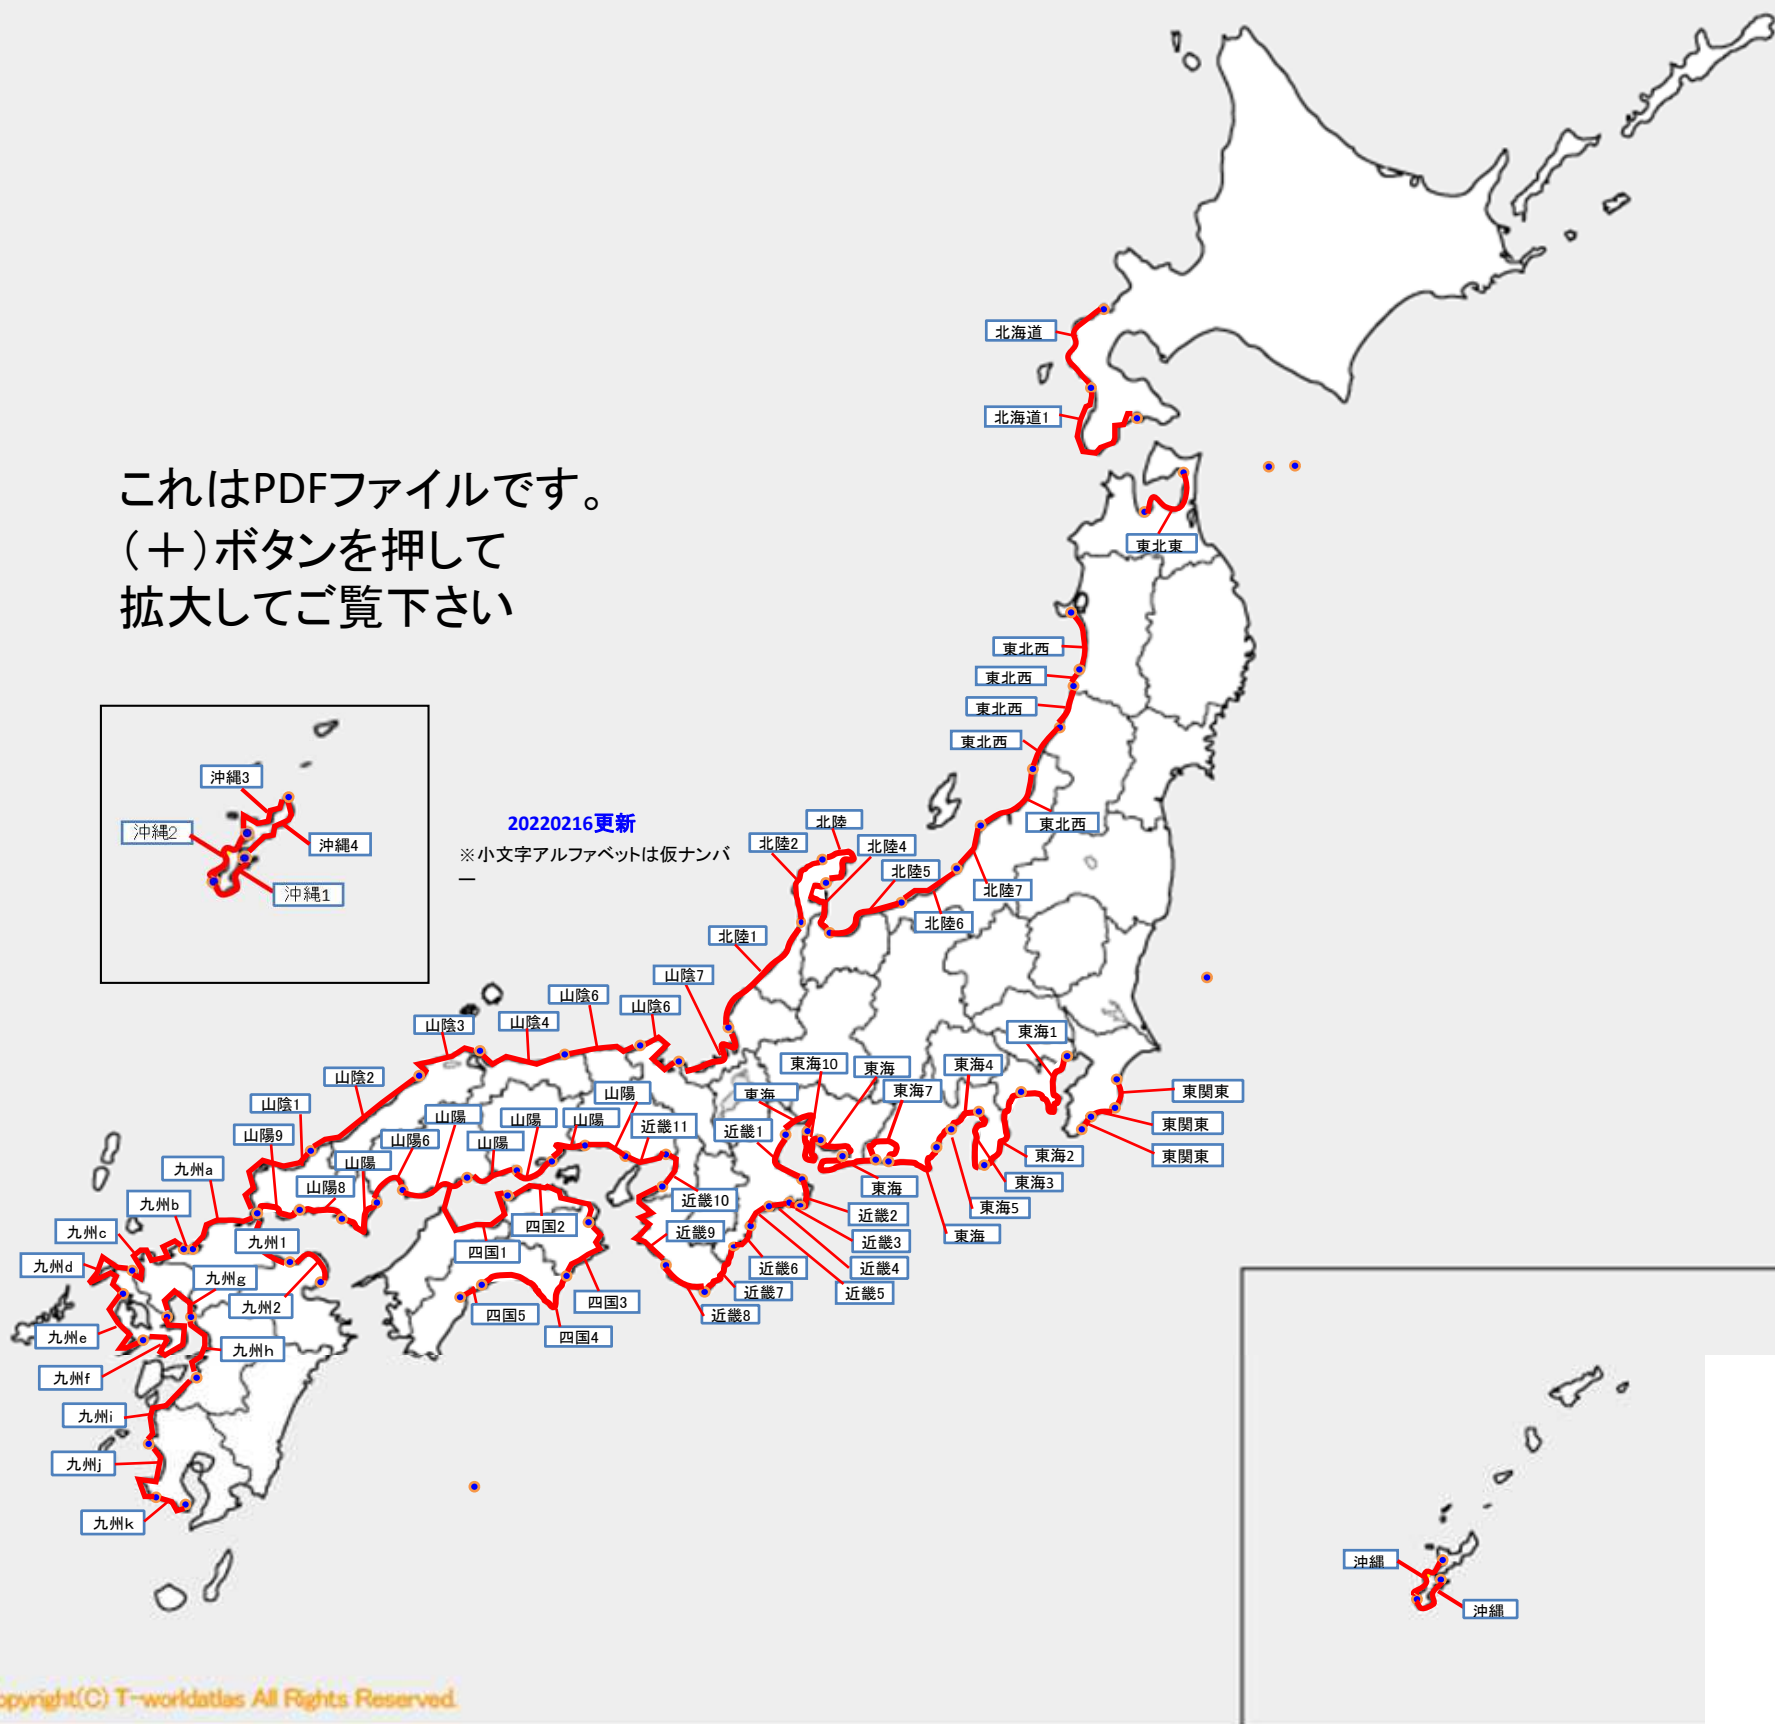 北海道
北海道1
これはPDFファイルです。
（＋）ボタンを押して
拡大してご覧下さい
東北東
東北西
東北西
東北西
東北西
東北西
沖縄3
沖縄2
沖縄4
沖縄1
20220216更新
※小文字アルファベットは仮ナンバ
ー
北陸
北陸2
北陸4
北陸5
北陸7
北陸6
北陸1
山陰7
山陰6
山陰6
山陰4
山陰3
山陰2
山陰1
東海1
東海10
東海
東海4
東海7
東海
東関東
東関東
東関東
山陽
山陽
山陽
山陽
山陽
山陽6
山陽9
山陽
山陽8
近畿11
近畿1
東海2
東海3
東海
東海5
東海
近畿10
近畿2
近畿9
近畿3
近畿6
近畿4
近畿7
近畿5
近畿8
九州a
九州b
九州c
九州1
九州d
九州g
九州2
九州e
九州h
九州f
九州i
九州j
九州k
四国2
四国1
四国3
四国5
四国4
沖縄
沖縄
opyright(C) T-worldatlas All Rights Reserved.